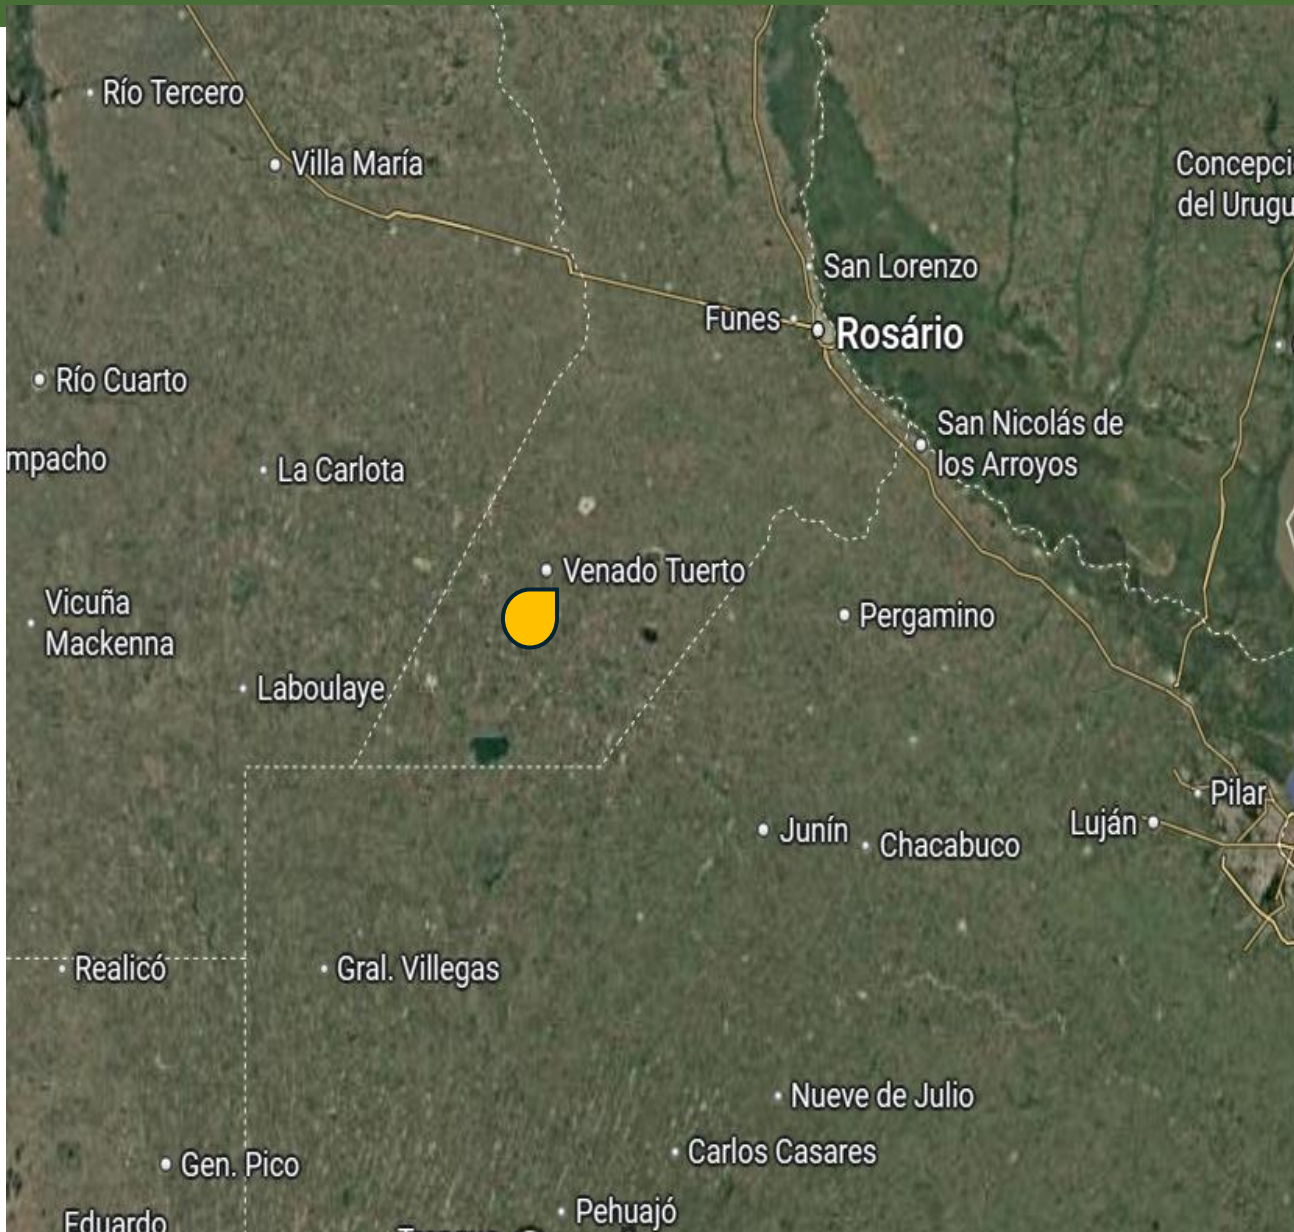 Río Tercero
Villa María
Concepci
del Urugu
San Lorenzo
Funes
Rosário
Río Cuarto
San Nicolás de
los Arroyos
mpacho
La Carlota
Venado Tuerto
Vicuña
Mackenna
Pergamino
Laboulaye
Pilar
Luján
Junín
Chacabuco
Realicó
Gral. Villegas
Nueve de Julio
Carlos Casares
Gen. Pico
Pehuajó
Eduardo